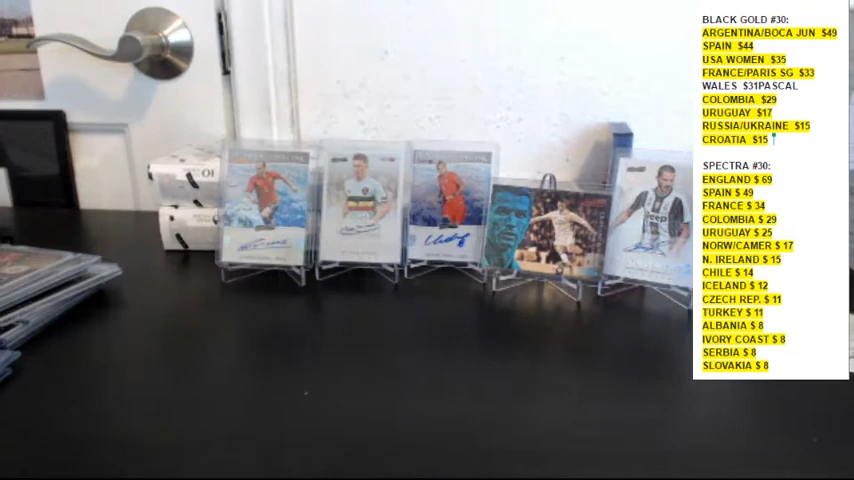 BLACK GOLD #30:
ARGENTINA/BOCA JUN $49
SPAIN $44
USA WOMEN $35
FRANCE/PARIS SG $33
WALES $31PASCAL
COLOMBIA $29
URUGUAY $17
RUSSIA/UKRAINE $15
CROATIA $15
SPECTRA #30:
ENGLAND $ 69
SPAIN $ 49
FRANCE $ 34
COLOMBIA $ 29
URUGUAY $ 25
NORW/CAMER $ 17
N. IRELAND $ 15
CHILE $ 14
ICELAND $ 12
CZECH REP. $ 11
TURKEY $ 11
ALBANIA $ 8
IVORY COAST $ 8
SERBIA $ 8
SLOVAKIA $ 8
Jeep